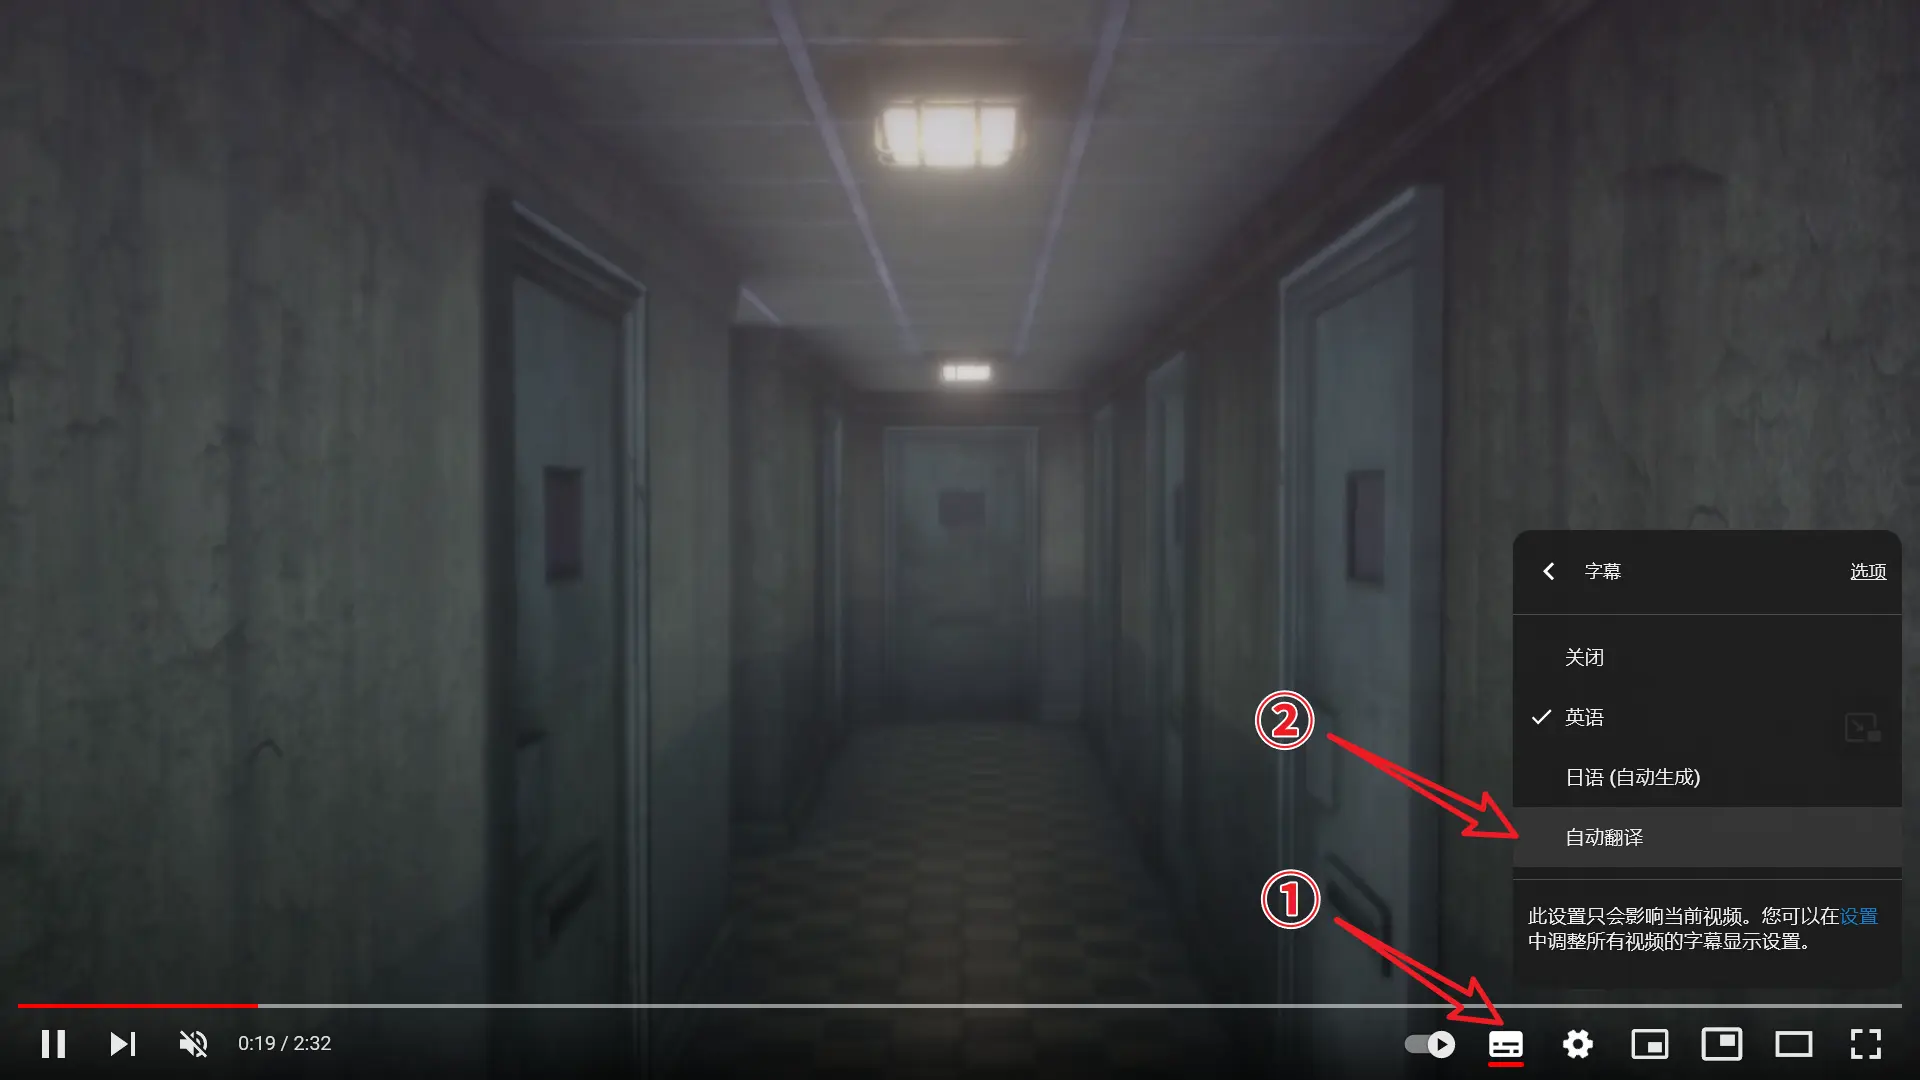 字幕 选项
关闭
英语
②
日语 (自动生成)
自动翻译
①
此设置只会影响当前视频。您可以在设置
中调整所有视频的字幕显示设置。
0:19 / 2:32